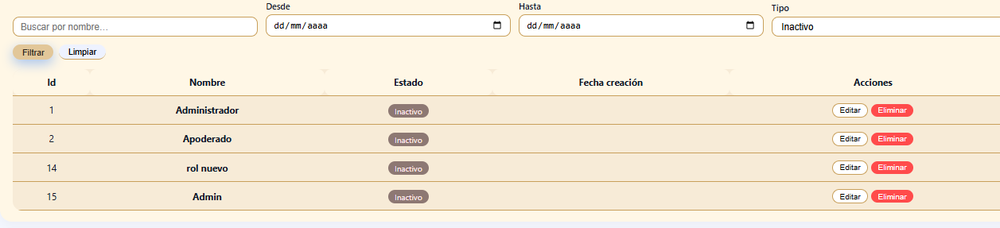 Desde Hasta Tipo
Buscar por nombre... dd/mm/aaaa dd/mm/aaaa Inactivo
Filtrar Limpiar
Id Nombre Estado Fecha creación Acciones
1 Administrador Inactivo Editar Eliminar
2 Apoderado Inactivo Editar Eliminar
14 rol nuevo Inactivo Editar Eliminar
15 Admin Inactivo Editar Eliminar